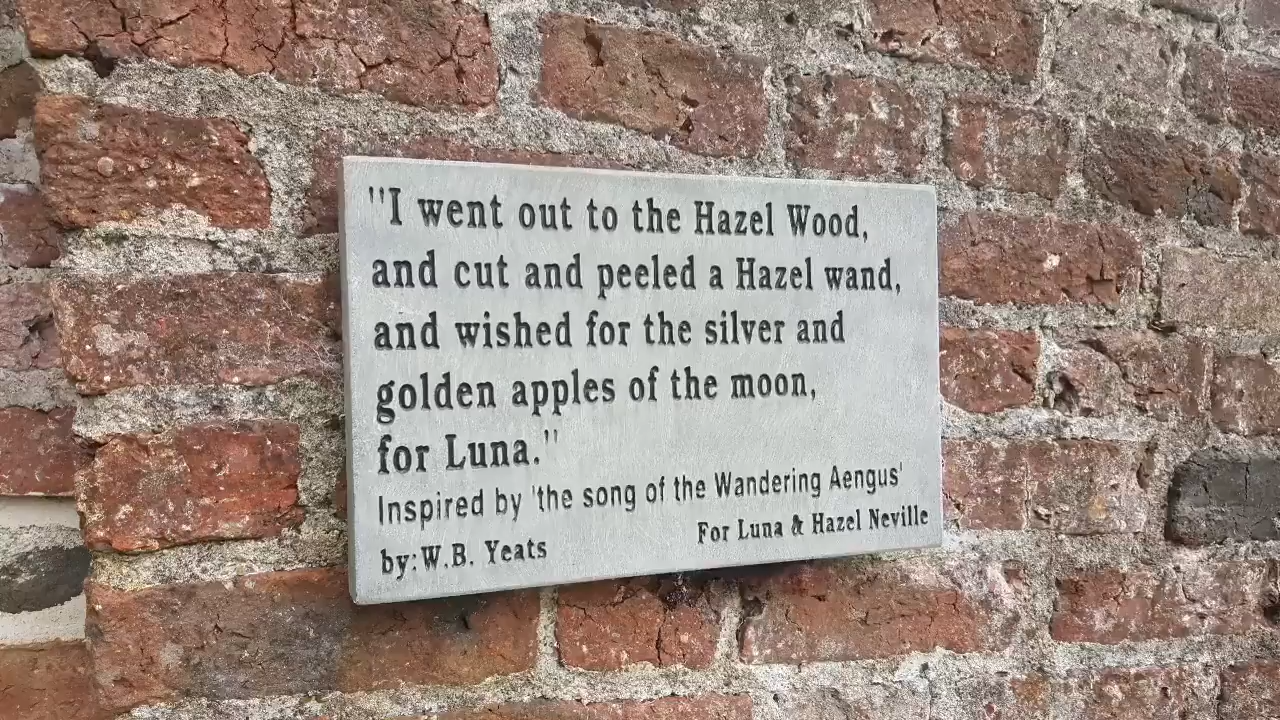 "I went out to the Hazel Wood,
and cut and peeled a Hazel wand,
and wished for the silver and
golden apples of the moon,
for Luna."
Inspired by 'the song of the Wandering Aengus'
by: W.B. Yeats
For Luna & Hazel Neville